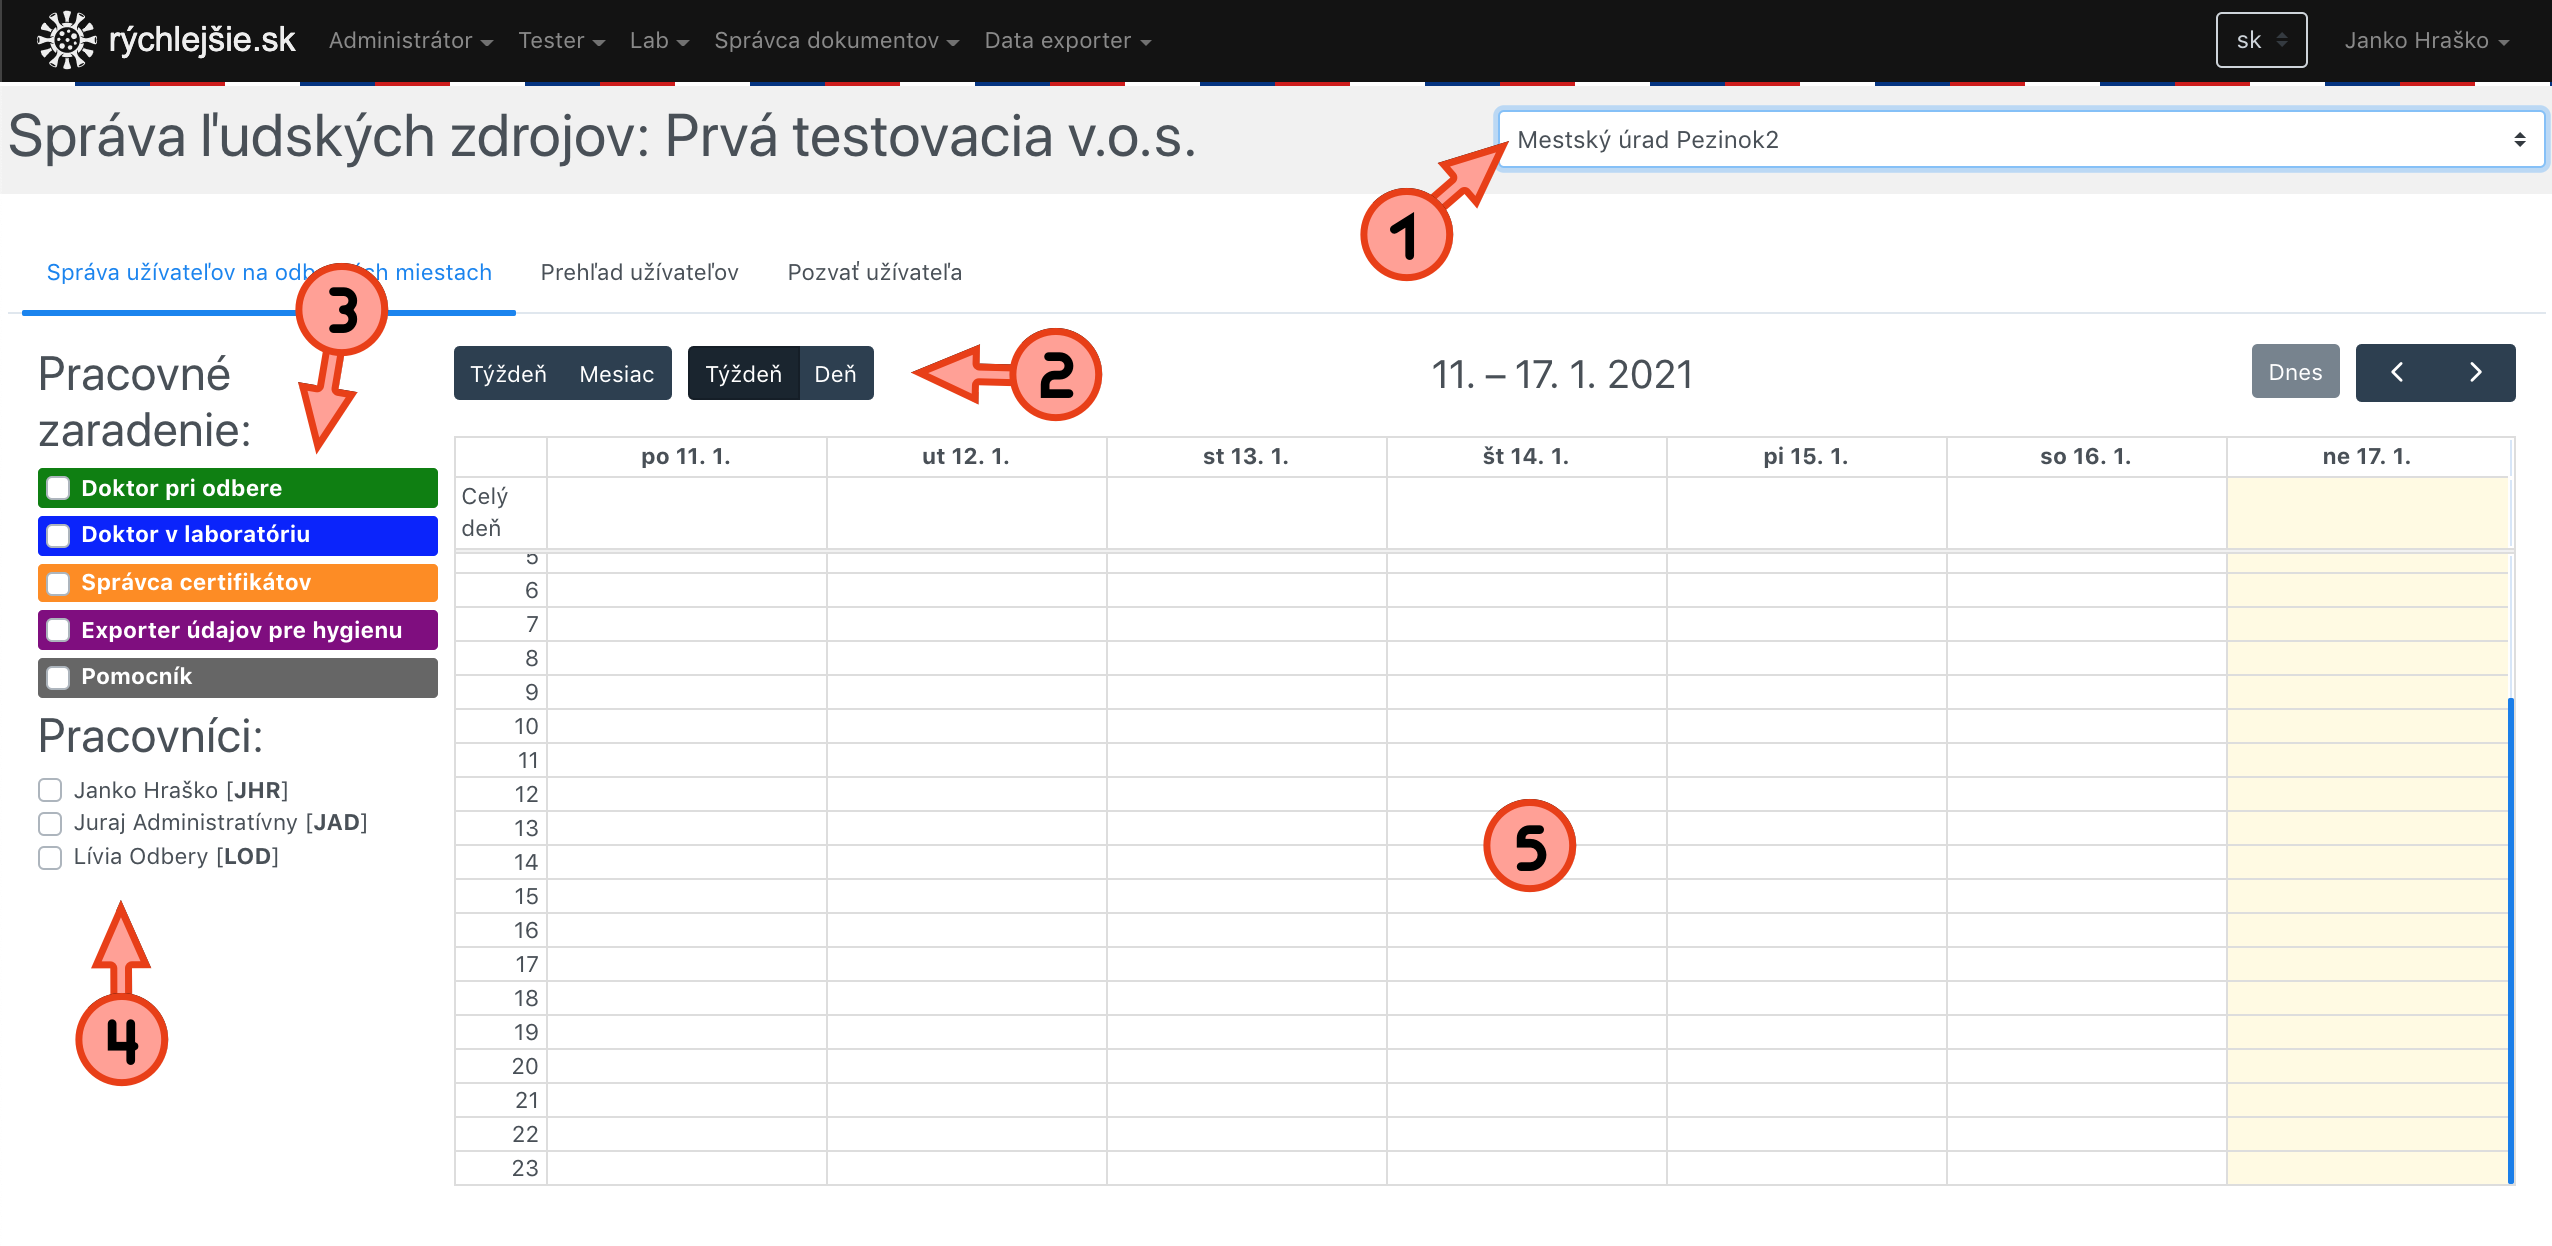 rýchlejšie.sk Administrátor Tester Lab Správca dokumentov Data exporter sk Janko Hraško
Správa ľudských zdrojov: Prvá testovacia v.o.s. Mestský úrad Pezinok2
1
Správa užívateľov na miestach Prehľad užívateľov Pozvať užívateľa
3
Pracovné
zaradenie:
Týždeň Mesiac Týždeň Deň 2 11. – 17. 1. 2021 Dnes
Doktor pri odbere
Doktor v laboratóriu
Správca certifikátov
Exporter údajov pre hygienu
Pomocník
Pracovníci:
Janko Hraško [JHR]
Juraj Administratívny [JAD]
Lívia Odbery [LOD]
4
po 11. 1. ut 12. 1. st 13. 1. št 14. 1. pi 15. 1. so 16. 1. ne 17. 1.
Celý
deň
5
6
7
8
9
10
11
12
13
5
14
15
16
17
18
19
20
21
22
23